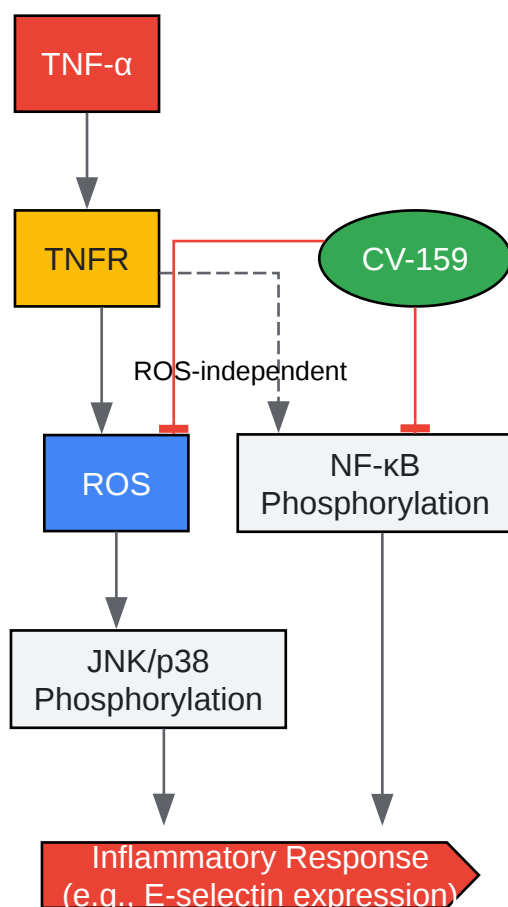 TNF-α
TNFR
CV-159
ROS-independent
ROS
NF-κB
Phosphorylation
JNK/p38
Phosphorylation
Inflammatory Response
(e.g., E-selectin expression)